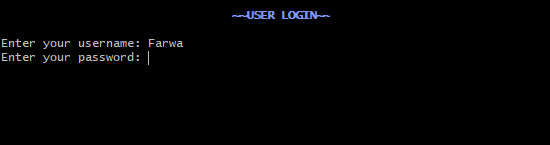 ~~USER LOGIN~~
Enter your username: Farwa
Enter your password: